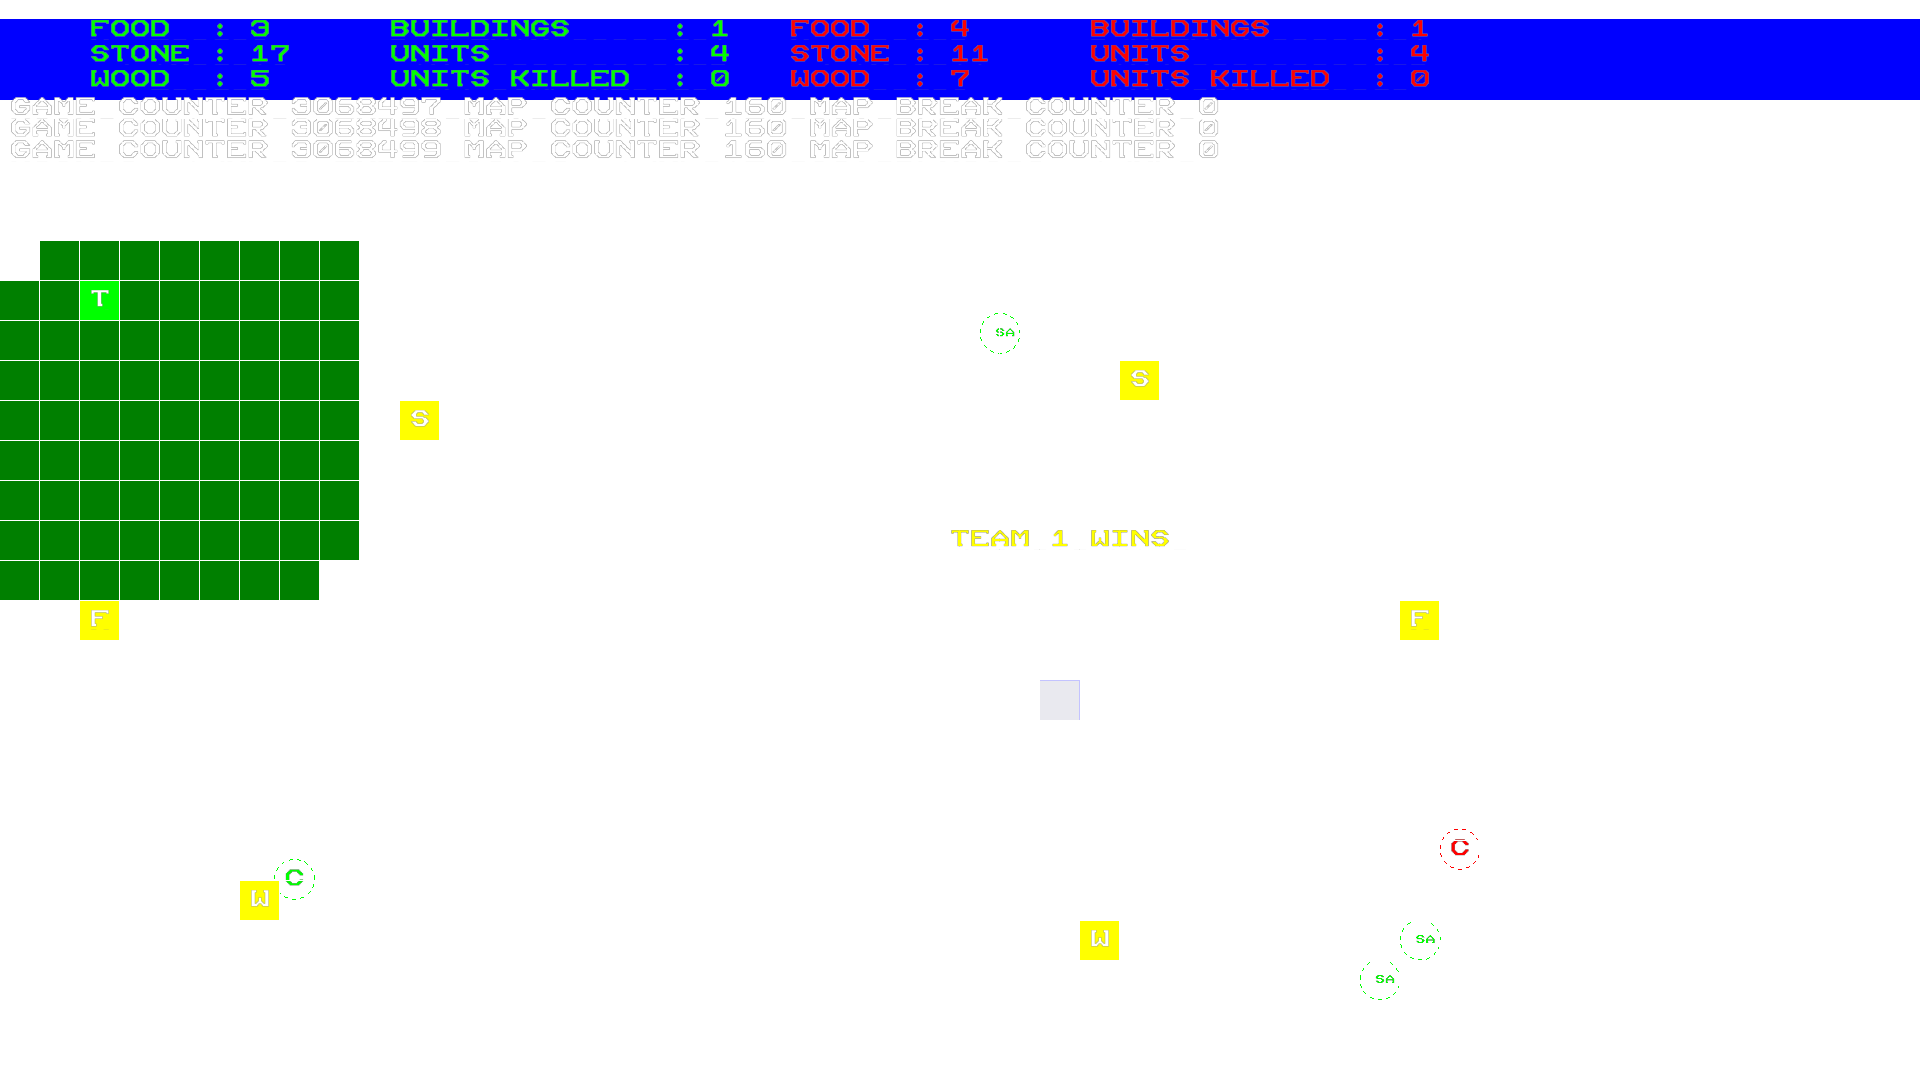 FOOD : 3 BUILDINGS : 1 FOOD : 4 BUILDINGS : 1
STONE : 17 UNITS : 4 STONE : 11 UNITS : 4
WOOD : 5 UNITS KILLED : 0 WOOD : 7 UNITS KILLED : 0
GAME COUNTER 3068497 MAP COUNTER 160 MAP BREAK COUNTER 0
GAME COUNTER 3068498 MAP COUNTER 160 MAP BREAK COUNTER 0
GAME COUNTER 3068499 MAP COUNTER 160 MAP BREAK COUNTER 0
T
SA
S
S
TEAM 1 WINS
F
F
C
C
W
W
SA
SA